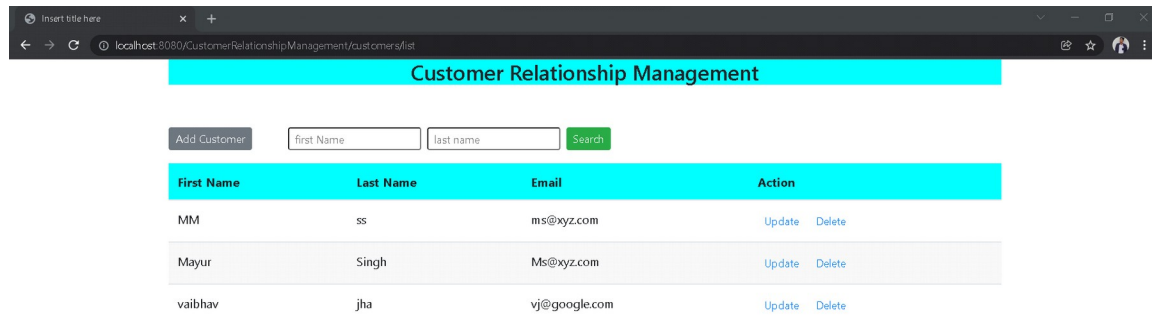 Insert title here
localhost:8080/CustomerRelationshipManagement/customers/list
Customer Relationship Management
Add Customer first Name last name Search
First Name Last Name Email Action
MM ss ms@xyz.com Update Delete
Mayur Singh Ms@xyz.com Update Delete
vaibhav jha vj@google.com Update Delete